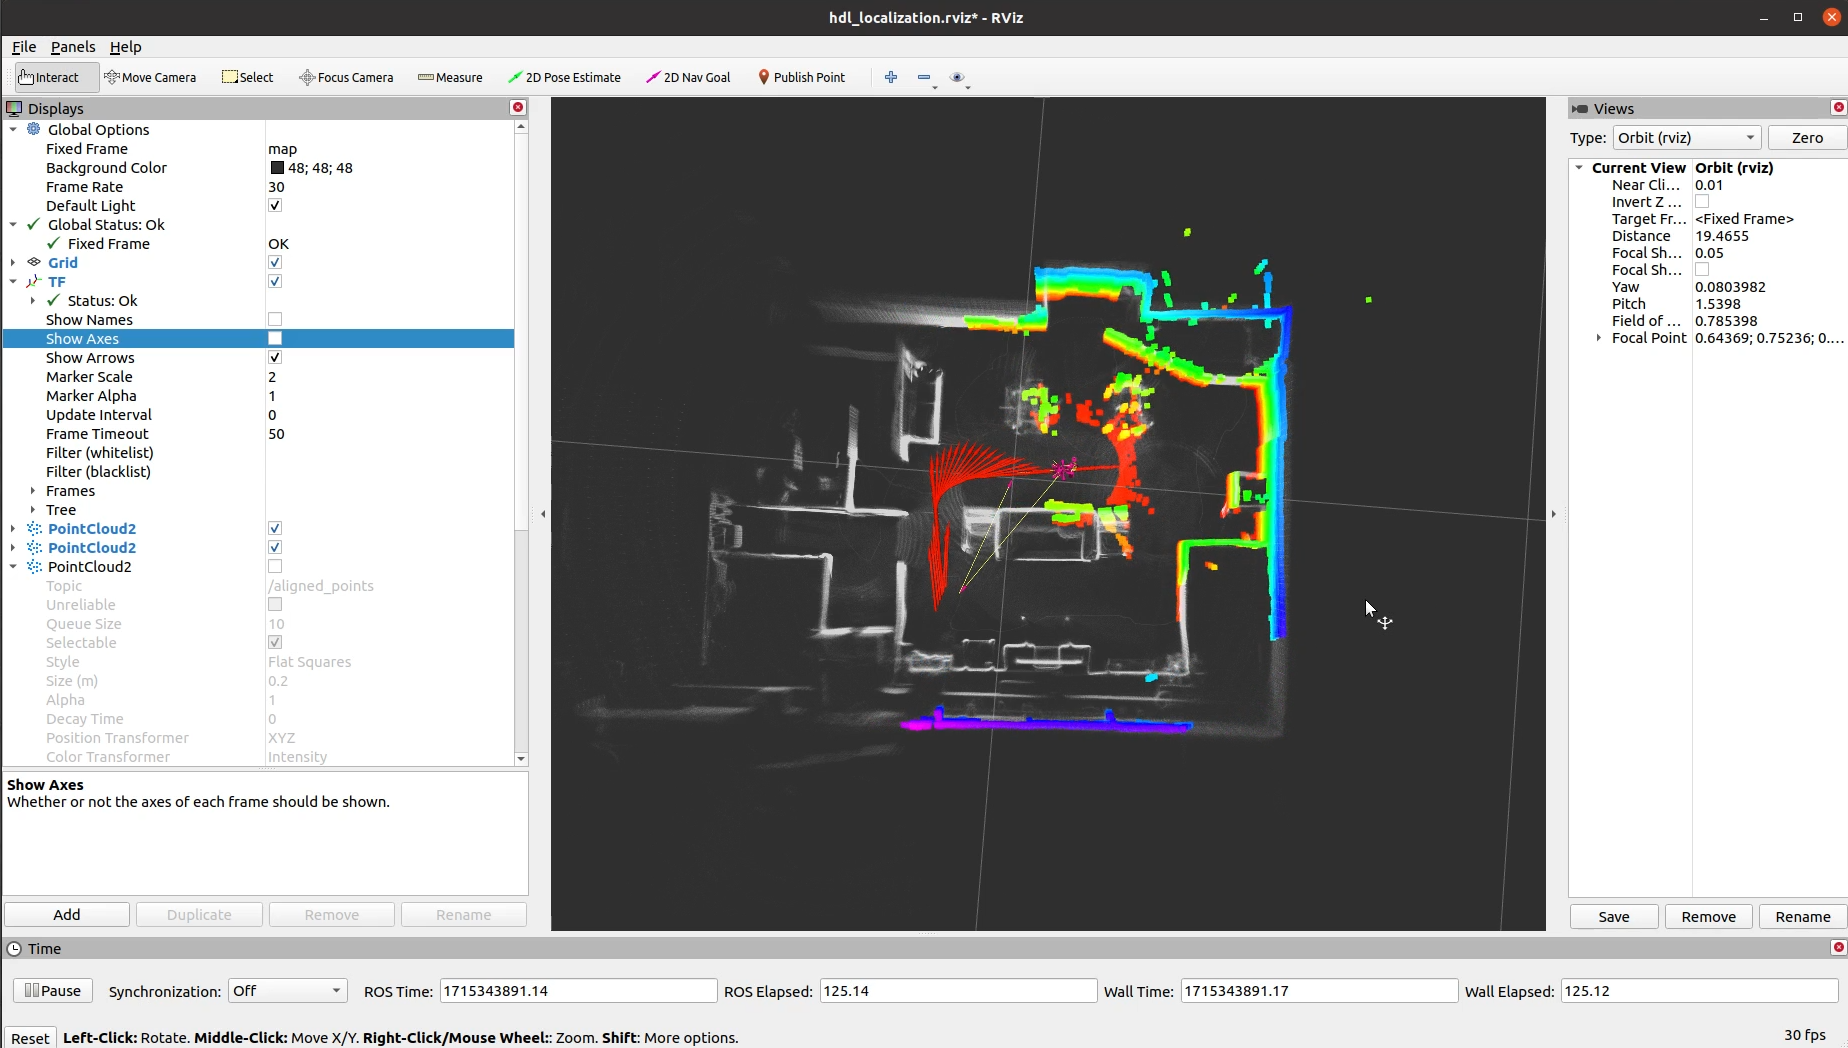 hdl_localization.rviz* - RViz
File Panels Help
Interact Move Camera Select Focus Camera Measure 2D Pose Estimate 2D Nav Goal Publish Point
Displays
Global Options
Fixed Frame map
Background Color 48; 48; 48
Frame Rate 30
Default Light
Global Status: Ok
Fixed Frame OK
Grid
TF
Status: Ok
Show Names
Show Axes
Show Arrows
Marker Scale 2
Marker Alpha 1
Update Interval 0
Frame Timeout 50
Filter (whitelist)
Filter (blacklist)
Frames
Tree
PointCloud2
PointCloud2
PointCloud2
Topic /aligned_points
Unreliable
Queue Size 10
Selectable
Style Flat Squares
Size (m) 0.2
Alpha 1
Decay Time 0
Position Transformer XYZ
Color Transformer Intensity
Show Axes
Whether or not the axes of each frame should be shown.
Add Duplicate Remove Rename
Views
Type: Orbit (rviz) Zero
Current View Orbit (rviz)
Near Cli... 0.01
Invert Z ...
Target Fr... <Fixed Frame>
Distance 19.4655
Focal Sh... 0.05
Focal Sh...
Yaw 0.0803982
Pitch 1.5398
Field of ... 0.785398
Focal Point 0.64369; 0.75236; 0....
Save Remove Rename
Time
Pause Synchronization: Off ROS Time: 1715343891.14 ROS Elapsed: 125.14 Wall Time: 1715343891.17 Wall Elapsed: 125.12
Reset Left-Click: Rotate. Middle-Click: Move X/Y. Right-Click/Mouse Wheel:: Zoom. Shift: More options. 30 fps